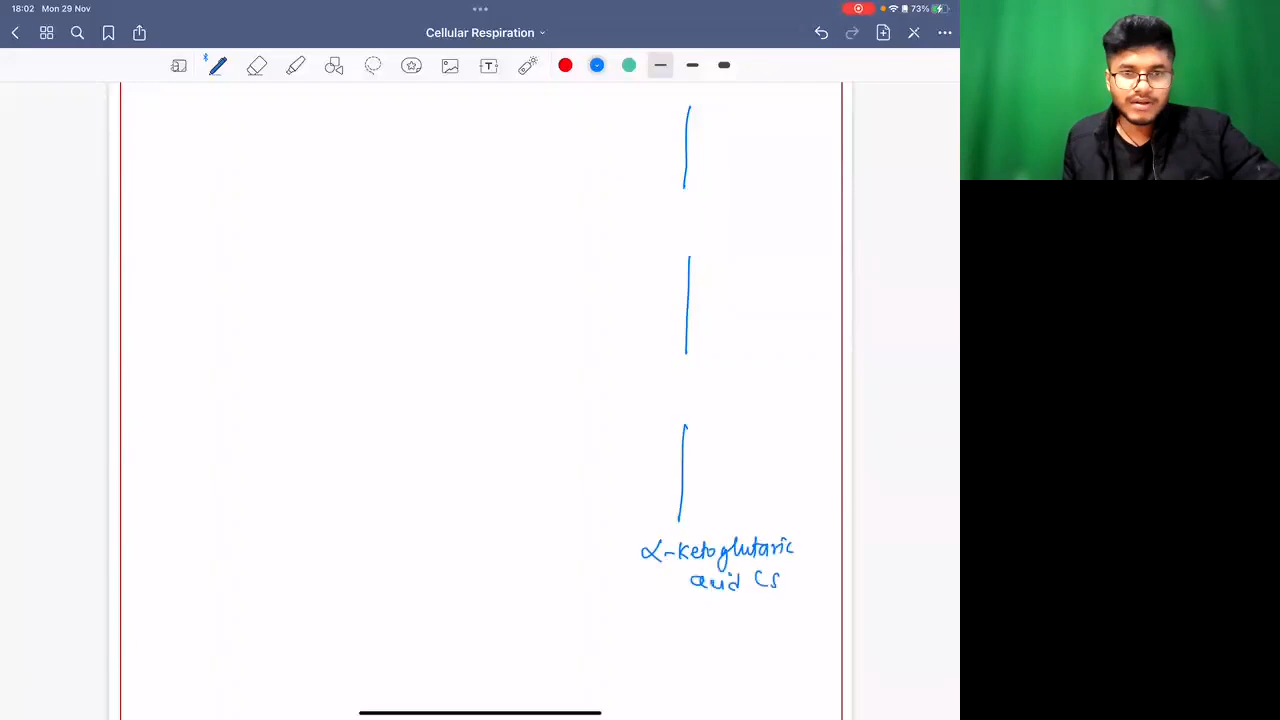 18:02 Mon 29 Nov
73%
Cellular Respiration
T
α-Ketoglutaric
acid C5